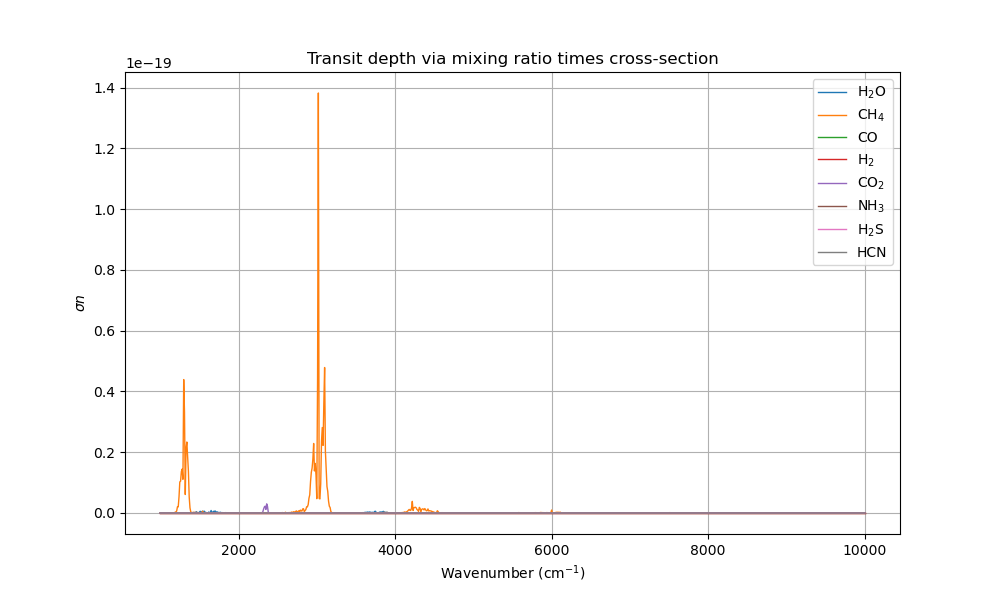 Transit depth via mixing ratio times cross-section
1e−19
1.4
1.2
1.0
0.8
0.6
0.4
0.2
0.0
σn
H₂O
CH₄
CO
H₂
CO₂
NH₃
H₂S
HCN
2000 4000 6000 8000 10000
Wavenumber (cm⁻¹)